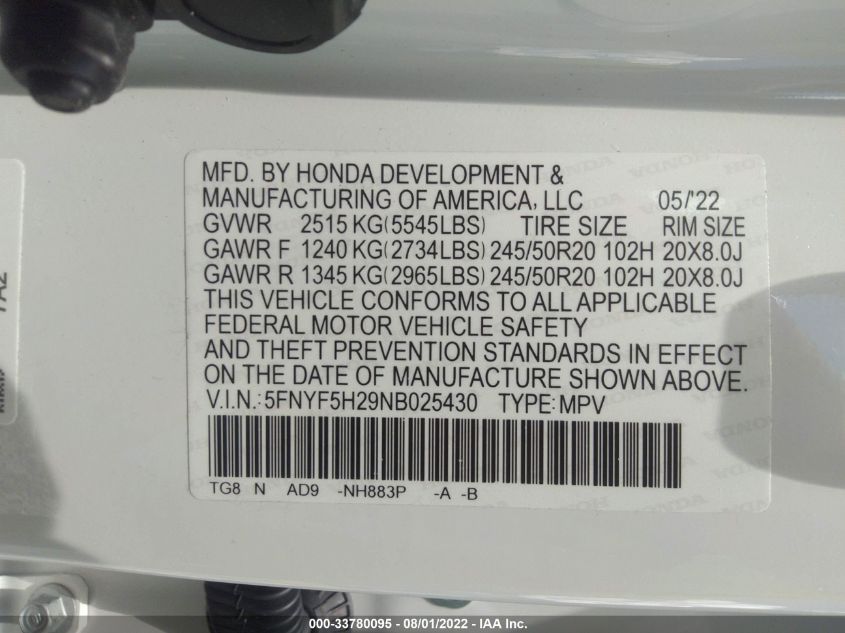 MFD. BY HONDA DEVELOPMENT &
MANUFACTURING OF AMERICA, LLC 05/'22
GVWR 2515 KG(5545LBS) TIRE SIZE RIM SIZE
GAWR F 1240 KG(2734LBS) 245/50R20 102H 20X8.0J
GAWR R 1345 KG(2965LBS) 245/50R20 102H 20X8.0J
THIS VEHICLE CONFORMS TO ALL APPLICABLE
FEDERAL MOTOR VEHICLE SAFETY
AND THEFT PREVENTION STANDARDS IN EFFECT
ON THE DATE OF MANUFACTURE SHOWN ABOVE.
V.I.N.:5FNYF5H29NB025430 TYPE:MPV
TG8 N AD9 -NH883P -A -B
7A2
000-33780095 - 08/01/2022 - IAA Inc.